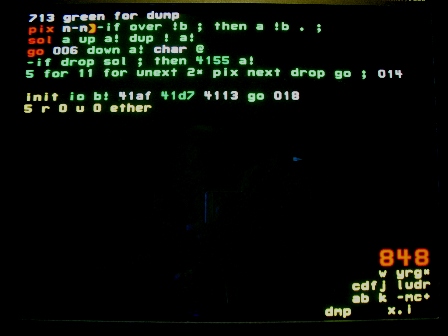 713 green for dump
pix n-n -if over !b ; then a !b . ;
sol a up a! dup ! a!
go 006 down a! char @
-if drop sol ; then 4155 a!
5 for 11 for unext 2* pix next drop go ; 014
init io b! 41af 41d7 4113 go 018
5 r 0 u 0 ether
848
w yrg*
cdfj ludr
ab k -mc+
dmp x.i